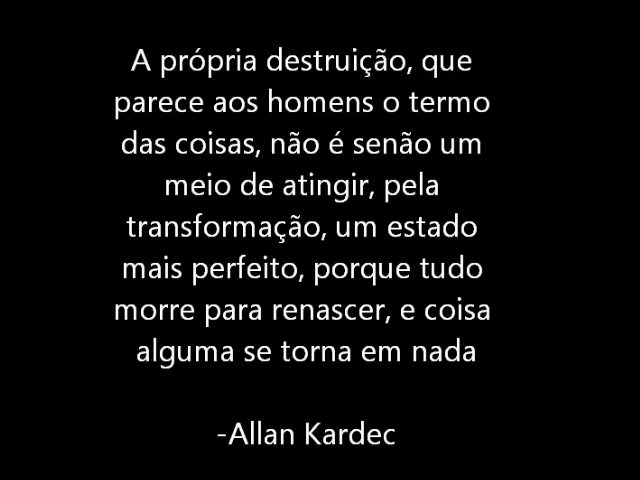 A própria destruição, que
parece aos homens o termo
das coisas, não é senão um
meio de atingir, pela
transformação, um estado
mais perfeito, porque tudo
morre para renascer, e coisa
alguma se torna em nada
-Allan Kardec